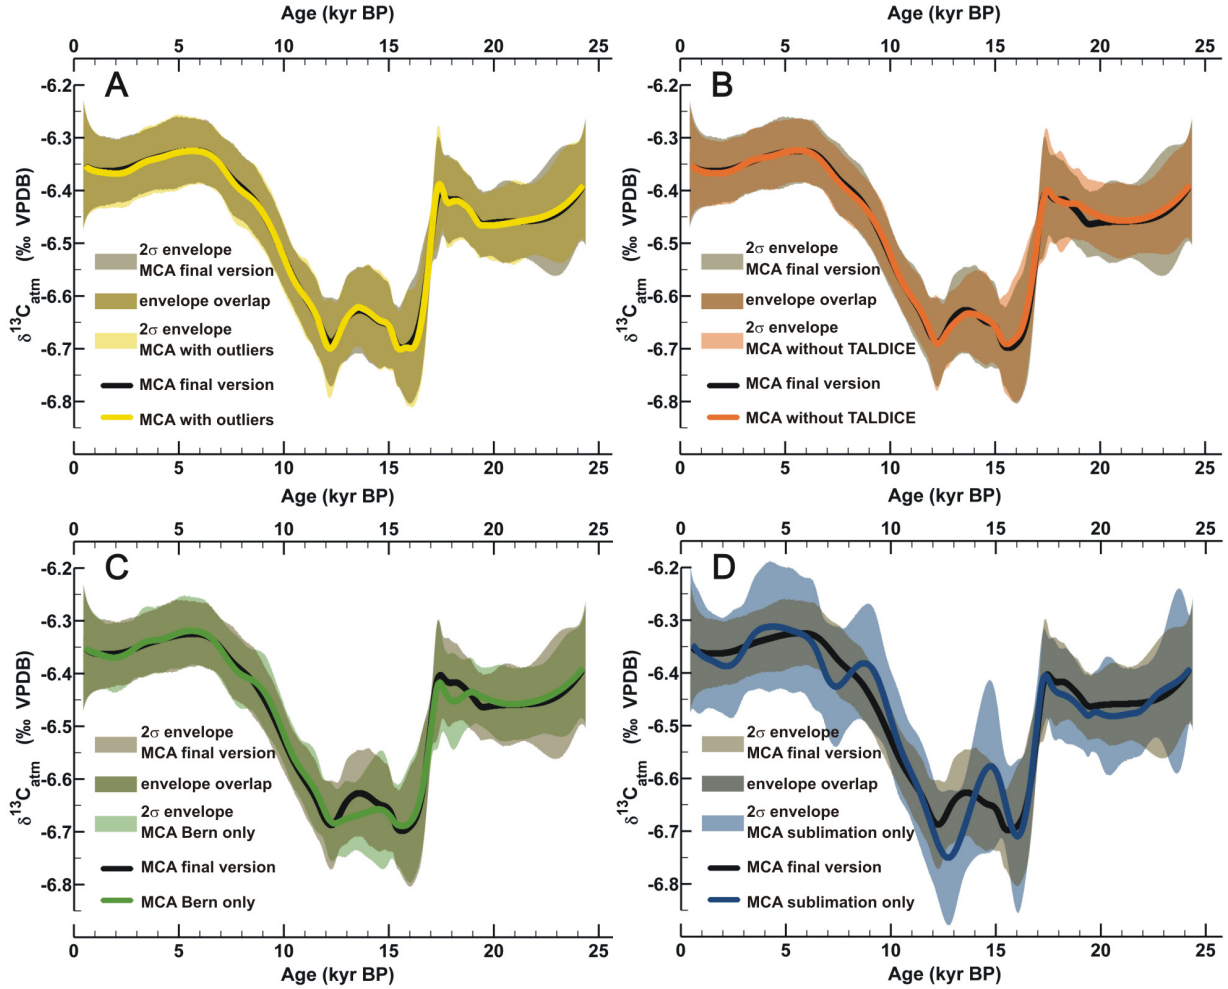 Age (kyr BP)
0 5 10 15 20 25
A
-6.2
-6.3
-6.4
-6.5
-6.6
-6.7
-6.8
δ¹³C_atm (‰ VPDB)
2σ envelope
MCA final version
envelope overlap
2σ envelope
MCA with outliers
MCA final version
MCA with outliers
0 5 10 15 20 25
Age (kyr BP)
Age (kyr BP)
0 5 10 15 20 25
B
-6.2
-6.3
-6.4
-6.5
-6.6
-6.7
-6.8
δ¹³C_atm (‰ VPDB)
2σ envelope
MCA final version
envelope overlap
2σ envelope
MCA without TALDICE
MCA final version
MCA without TALDICE
0 5 10 15 20 25
Age (kyr BP)
0 5 10 15 20 25
C
-6.2
-6.3
-6.4
-6.5
-6.6
-6.7
-6.8
δ¹³C_atm (‰ VPDB)
2σ envelope
MCA final version
envelope overlap
2σ envelope
MCA Bern only
MCA final version
MCA Bern only
0 5 10 15 20 25
Age (kyr BP)
0 5 10 15 20 25
D
-6.2
-6.3
-6.4
-6.5
-6.6
-6.7
-6.8
δ¹³C_atm (‰ VPDB)
2σ envelope
MCA final version
envelope overlap
2σ envelope
MCA sublimation only
MCA final version
MCA sublimation only
0 5 10 15 20 25
Age (kyr BP)